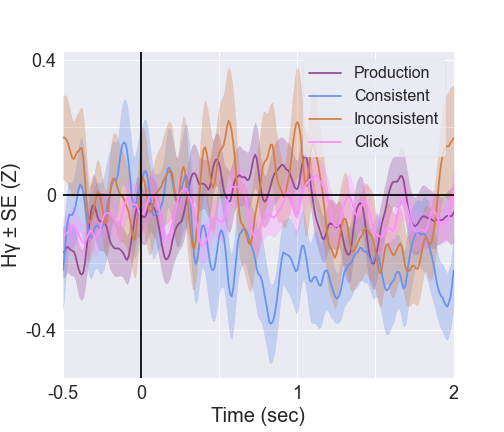 Production
Consistent
Inconsistent
Click
0.4
0
-0.4
Hγ ± SE (Z)
-0.5
0
1
2
Time (sec)